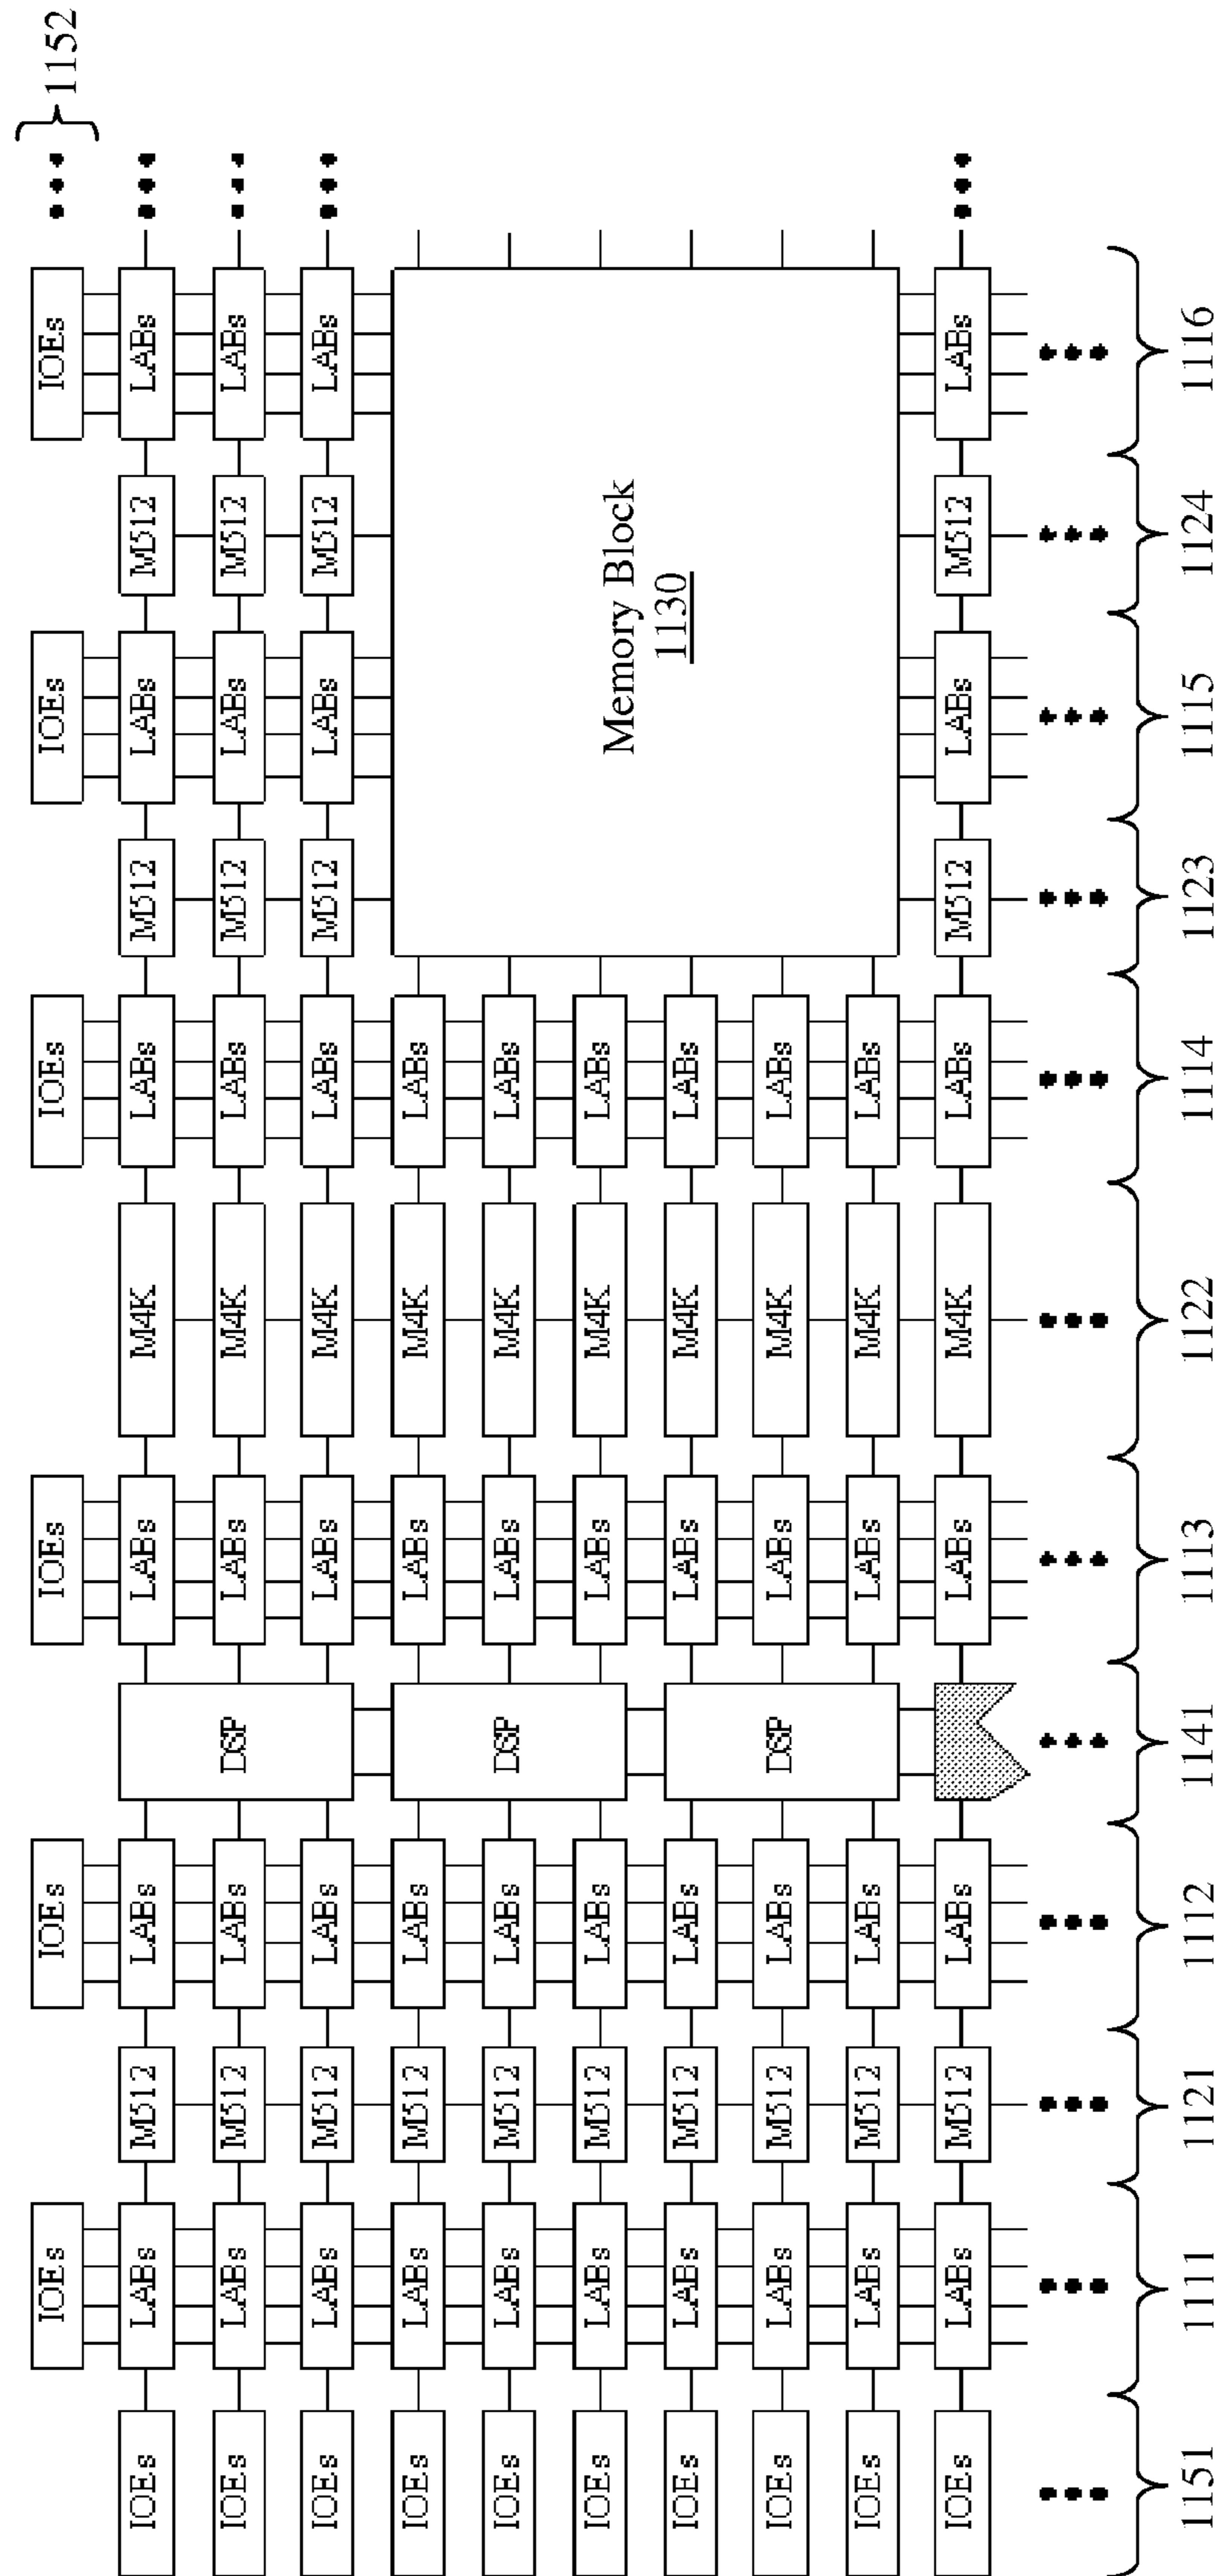 IOEs IOEs IOEs IOEs IOEs IOEs ••• 1152
IOEs LABs M512 LABs LABs M4K LABs M512 LABs M512 LABs •••
IOEs LABs M512 LABs DSP LABs M4K LABs M512 LABs M512 LABs •••
IOEs LABs M512 LABs LABs M4K LABs M512 LABs M512 LABs •••
IOEs LABs M512 LABs LABs M4K LABs
IOEs LABs M512 LABs DSP LABs M4K LABs
IOEs LABs M512 LABs LABs M4K LABs Memory Block
IOEs LABs M512 LABs LABs M4K LABs 1130
IOEs LABs M512 LABs DSP LABs M4K LABs
IOEs LABs M512 LABs LABs M4K LABs
IOEs LABs M512 LABs LABs M4K LABs M512 LABs M512 LABs •••
1151 1111 1121 1112 1141 1113 1122 1114 1123 1115 1124 1116